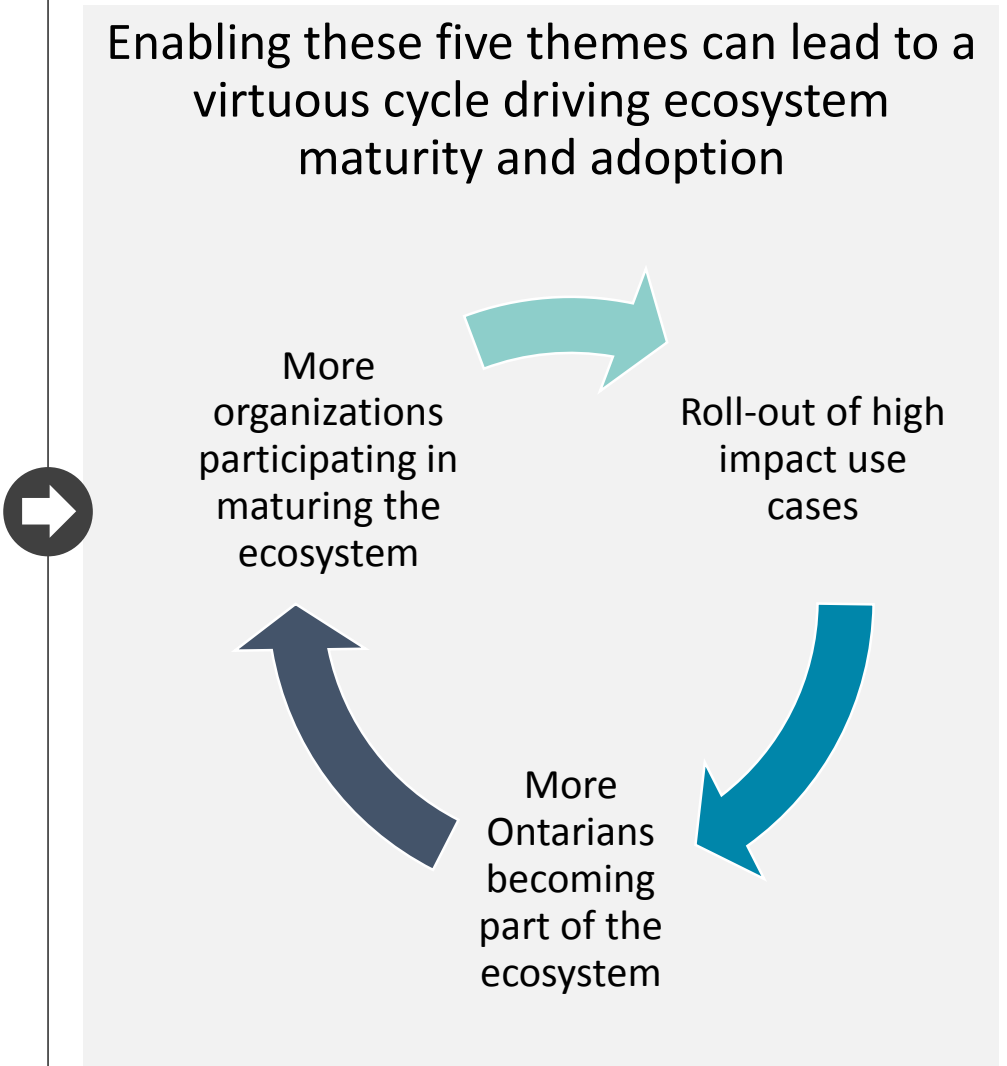 Enabling these five themes can lead to a
virtuous cycle driving ecosystem
maturity and adoption
More
organizations
participating in
maturing the
ecosystem
Roll-out of high
impact use
cases
More
Ontarians
becoming
part of the
ecosystem